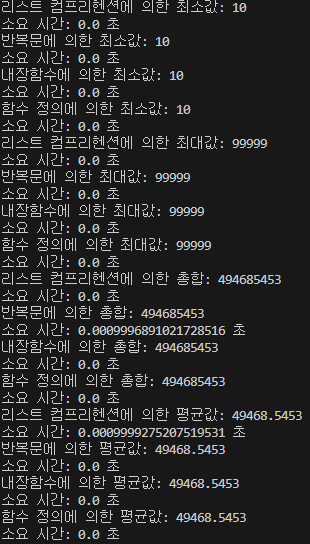 리스트 컴프리헨션에 의한 최소값: 10
소요 시간: 0.0 초
반복문에 의한 최소값: 10
소요 시간: 0.0 초
내장함수에 의한 최소값: 10
소요 시간: 0.0 초
함수 정의에 의한 최소값: 10
소요 시간: 0.0 초
리스트 컴프리헨션에 의한 최대값: 99999
소요 시간: 0.0 초
반복문에 의한 최대값: 99999
소요 시간: 0.0 초
내장함수에 의한 최대값: 99999
소요 시간: 0.0 초
함수 정의에 의한 최대값: 99999
소요 시간: 0.0 초
리스트 컴프리헨션에 의한 총합: 494685453
소요 시간: 0.0 초
반복문에 의한 총합: 494685453
소요 시간: 0.0009996891021728516 초
내장함수에 의한 총합: 494685453
소요 시간: 0.0 초
함수 정의에 의한 총합: 494685453
소요 시간: 0.0 초
리스트 컴프리헨션에 의한 평균값: 49468.5453
소요 시간: 0.0009999275207519531 초
반복문에 의한 평균값: 49468.5453
소요 시간: 0.0 초
내장함수에 의한 평균값: 49468.5453
소요 시간: 0.0 초
함수 정의에 의한 평균값: 49468.5453
소요 시간: 0.0 초